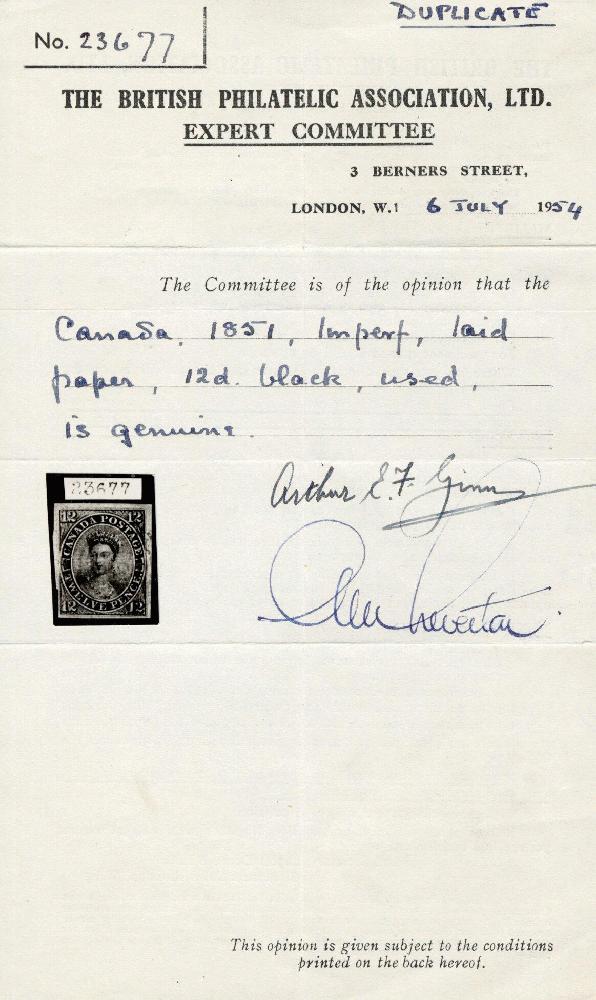 DUPLICATE
No. 23677
THE BRITISH PHILATELIC ASSOCIATION, LTD.
EXPERT COMMITTEE
3 BERNERS STREET,
LONDON, W.1 6 JULY 1954
The Committee is of the opinion that the
Canada, 1851, Imperf, laid
paper, 12d. black, used,
is genuine.
23677
12 12
CANADA POSTAGE
TWELVE PENCE
12 12
Arthur E. F.
This opinion is given subject to the conditions
printed on the back hereof.